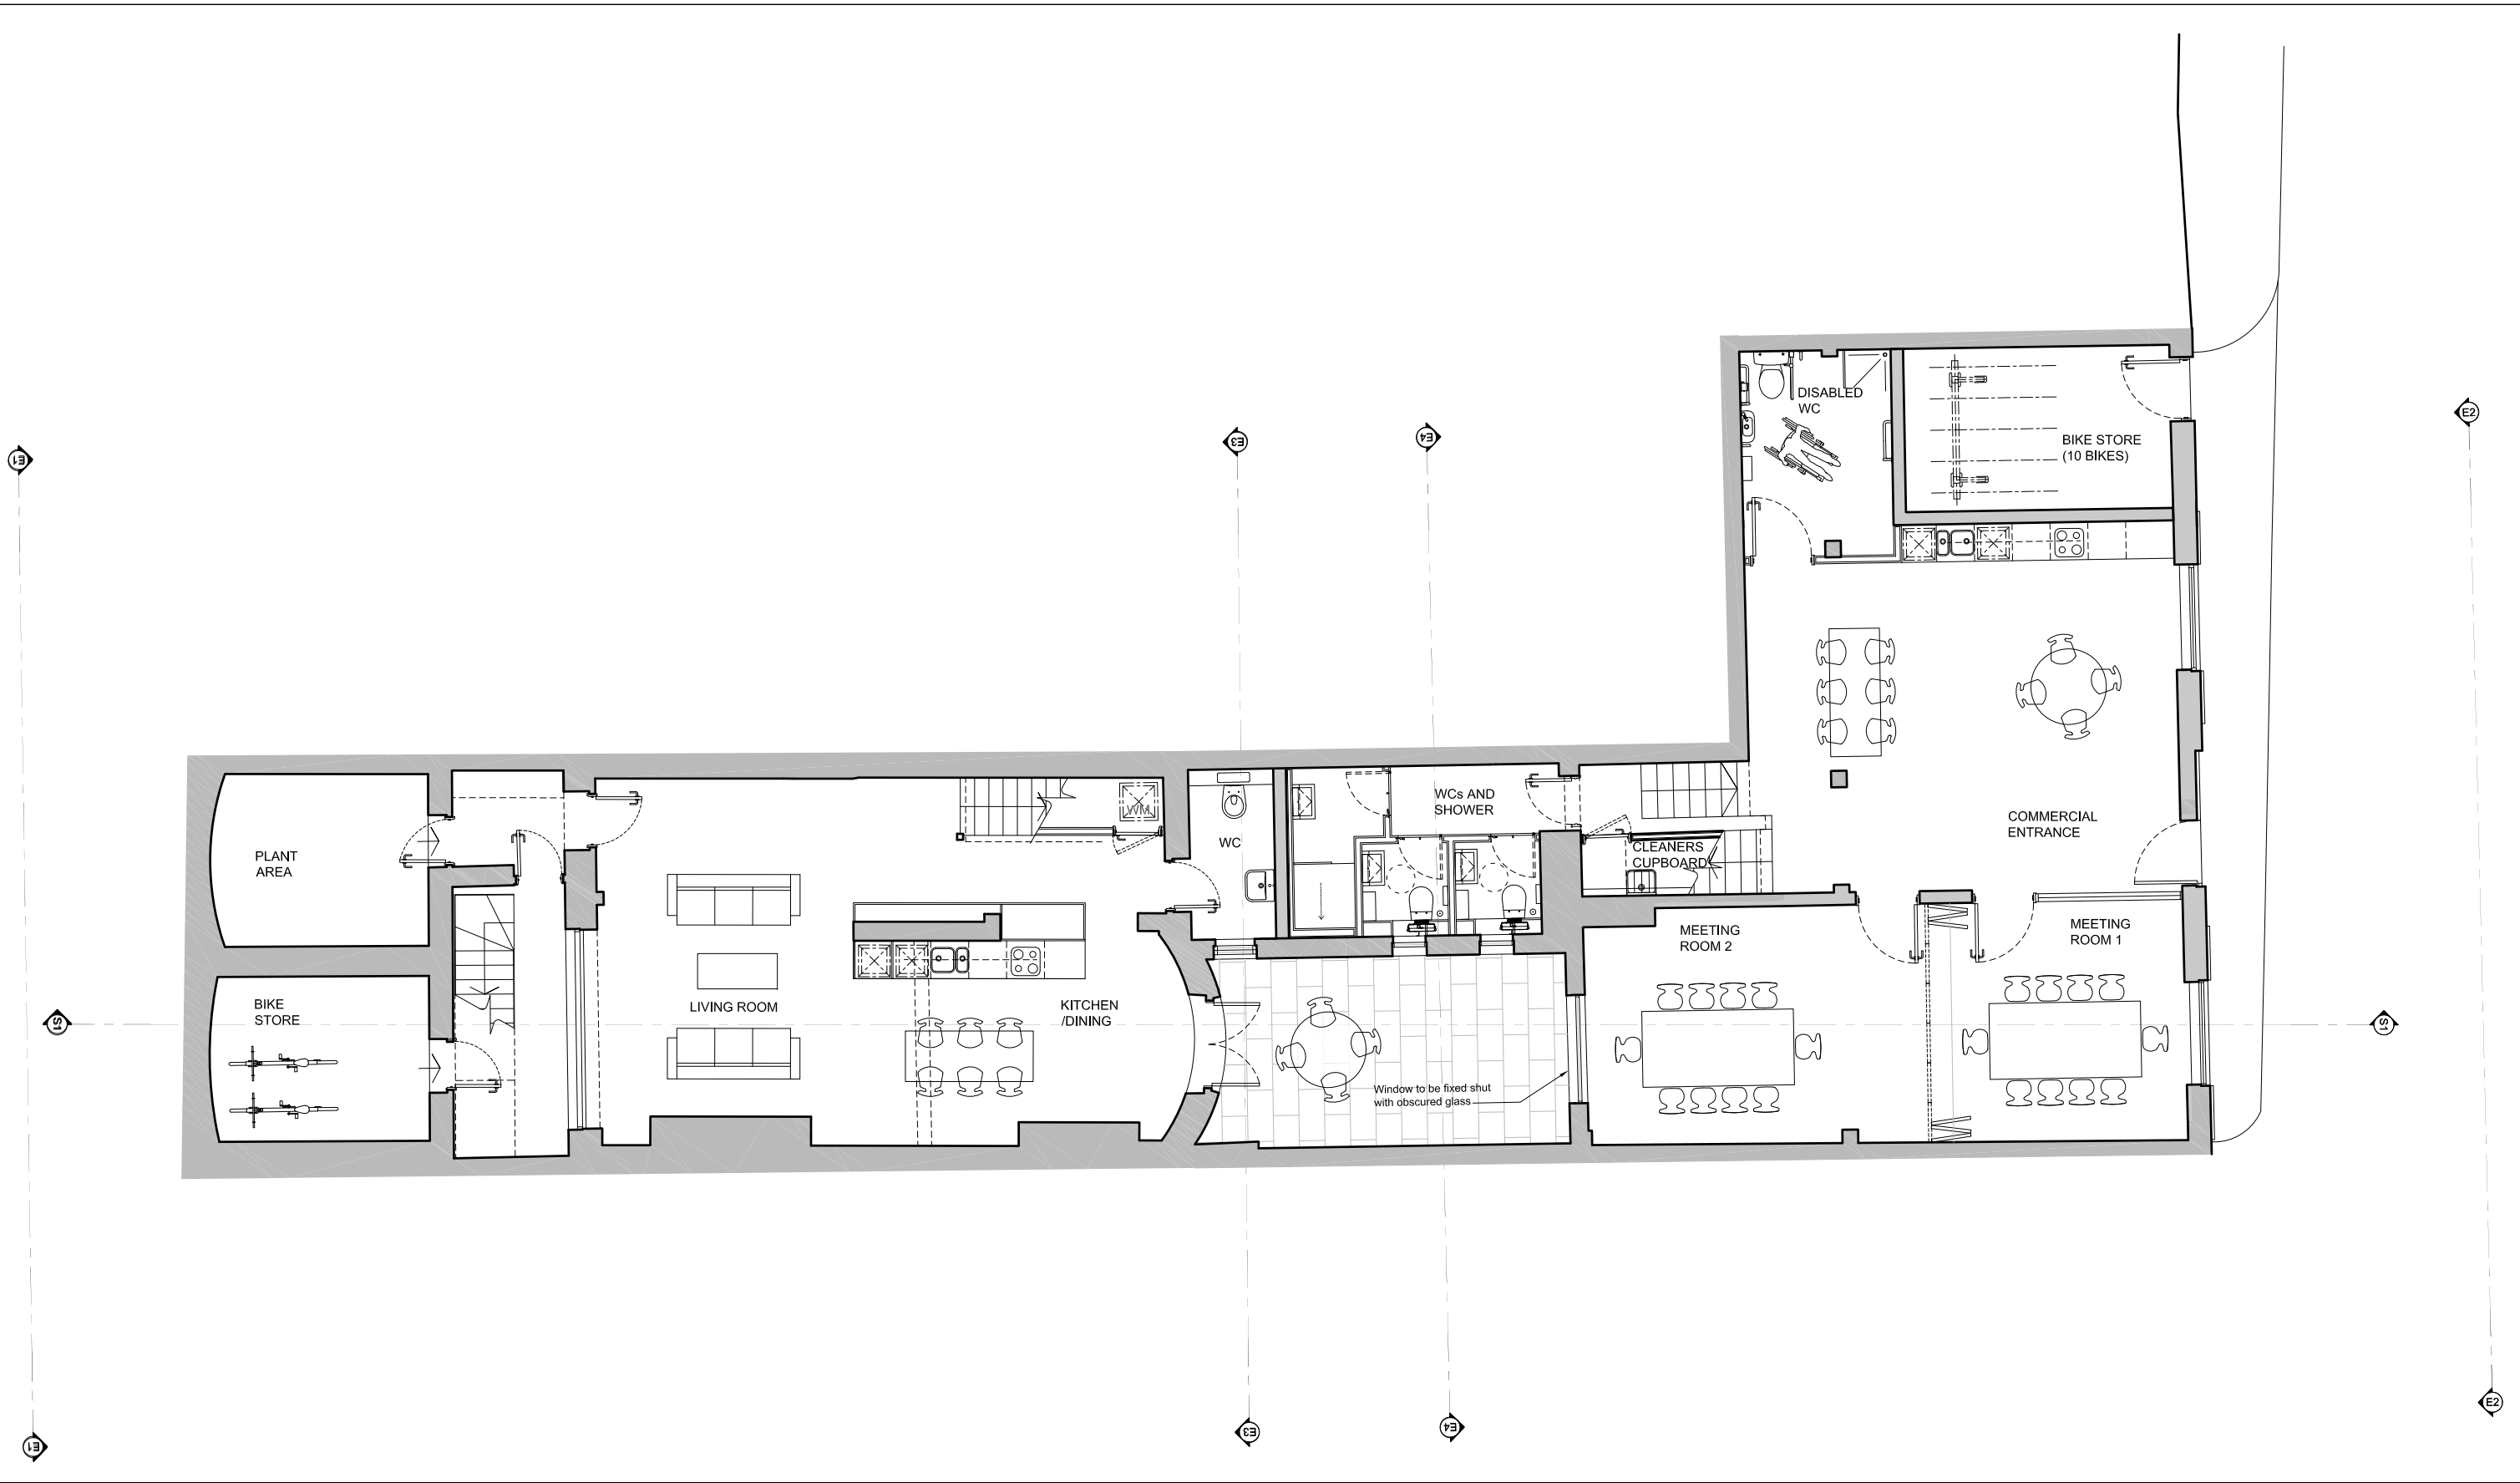 E2
E3
E4
E1
DISABLED
WC
BIKE STORE
(10 BIKES)
WCs AND
SHOWER
WM
COMMERCIAL
ENTRANCE
WC
CLEANERS
CUPBOARD
PLANT
AREA
MEETING
ROOM 2
MEETING
ROOM 1
BIKE
STORE
LIVING ROOM
KITCHEN
/DINING
S1
S1
Window to be fixed shut
with obscured glass
E2
E4
E3
E1